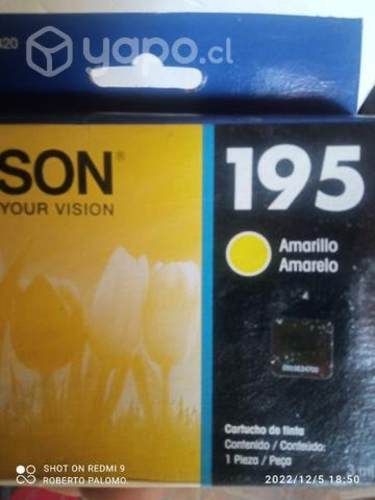 420
yapo.cl
SON
YOUR VISION
195
Amarillo
Amarelo
Cartucho de tinta
Contenido / Conteúdo:
1 Pieza / Peça
SHOT ON REDMI 9
ROBERTO PALOMO
2022/12/5 18:50